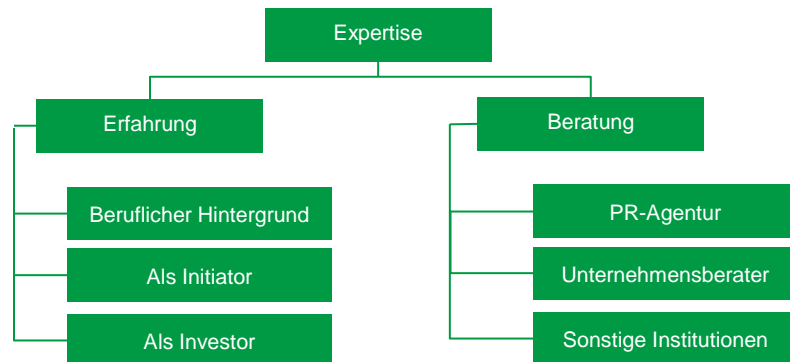 Expertise
Erfahrung
Beratung
Beruflicher Hintergrund
PR-Agentur
Als Initiator
Unternehmensberater
Als Investor
Sonstige Institutionen